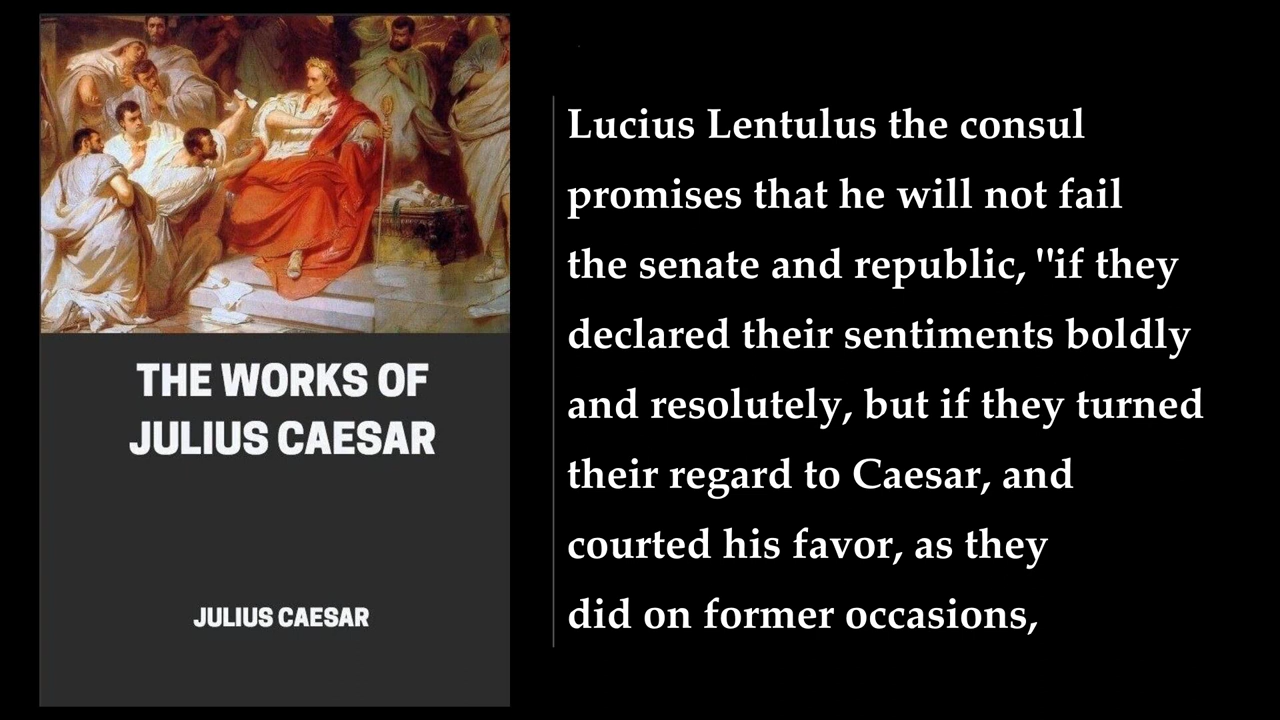 THE WORKS OF
JULIUS CAESAR
JULIUS CAESAR
Lucius Lentulus the consul
promises that he will not fail
the senate and republic, "if they
declared their sentiments boldly
and resolutely, but if they turned
their regard to Caesar, and
courted his favor, as they
did on former occasions,